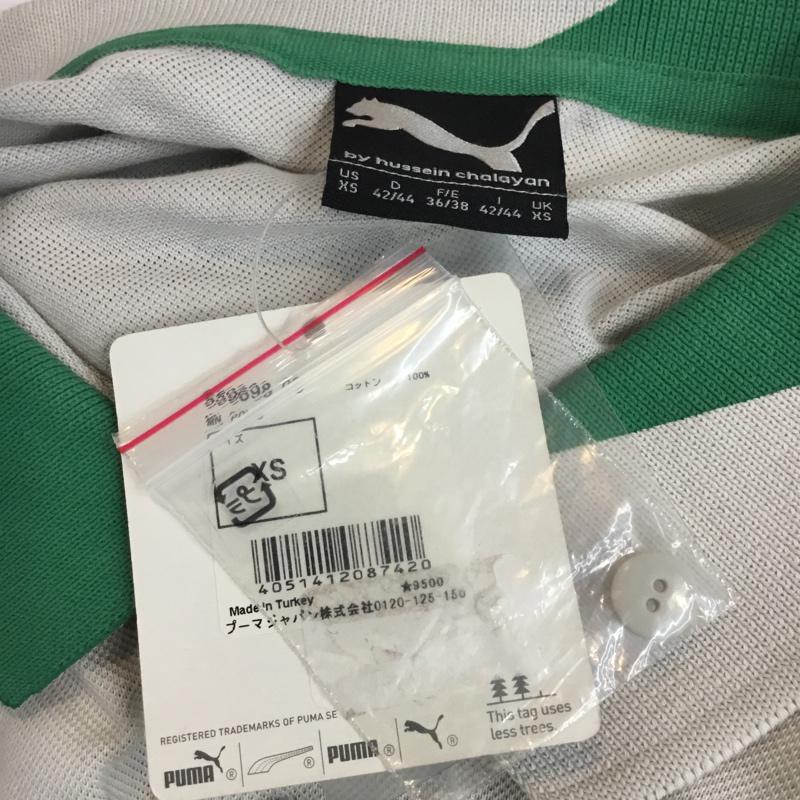 by hussein chalayan
US D F/E I UK
XS 42/44 36/38 42/44 XS
コットン 100%
XS
4051412087420
★9500
Made in Turkey
プーマジャパン株式会社0120-125-150
REGISTERED TRADEMARKS OF PUMA SE
PUMA® ® PUMA® ®
This tag uses
less trees.